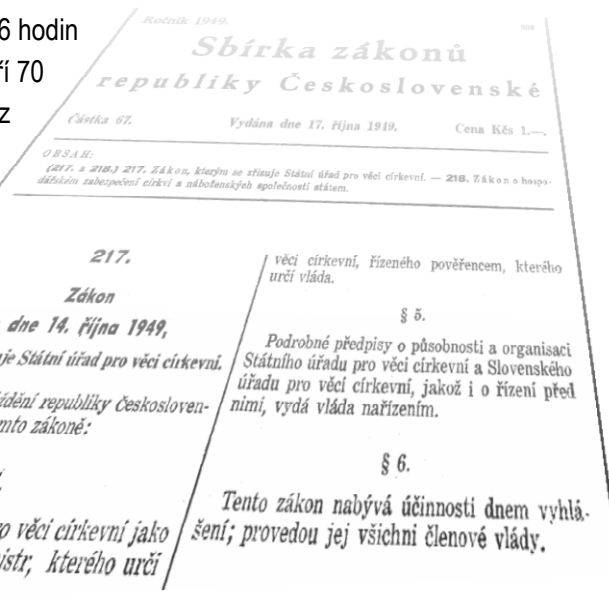 6 hodin
ří 70
z
Ročník 1949.
Sbírka zákonů
republiky Československé
Částka 67. Vydána dne 17. října 1949. Cena Kčs 1.—.
OBSAH:
(217. a 218.) 217. Zákon, kterým se zřizuje Státní úřad pro věci církevní. — 218. Zákon o hospo-
dářském zabezpečení církví a náboženských společností státem.
217.
Zákon
dne 14. října 1949,
je Státní úřad pro věci církevní.
ždění republiky českosloven-
mto zákoně:
o věci církevní jako
istr, kterého určí
věci církevní, řízeného pověřencem, kterého
určí vláda.
§ 5.
Podrobné předpisy o působnosti a organisaci
Státního úřadu pro věci církevní a Slovenského
úřadu pro věci církevní, jakož i o řízení před
nimi, vydá vláda nařízením.
§ 6.
Tento zákon nabývá účinnosti dnem vyhlá-
šení; provedou jej všichni členové vlády.